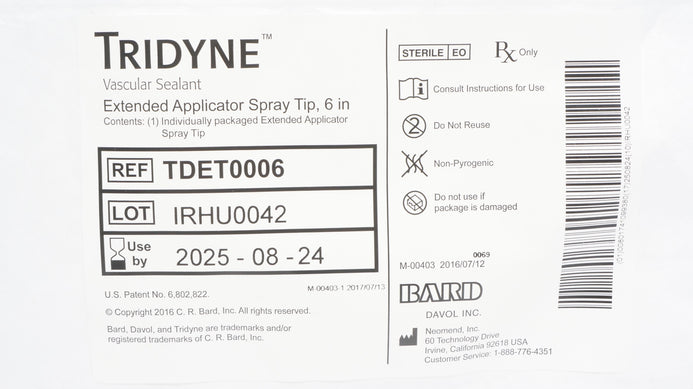 TRIDYNE™
Vascular Sealant
Extended Applicator Spray Tip, 6 in
Contents: (1) Individually packaged Extended Applicator
Spray Tip
REF TDET0006
LOT IRHU0042
Use
by
2025 - 08 - 24
M-00403-1 2017/07/13
U.S. Patent No. 6,802,822.
© Copyright 2016 C. R. Bard, Inc. All rights reserved.
Bard, Davol, and Tridyne are trademarks and/or
registered trademarks of C. R. Bard, Inc.
STERILE EO Rx Only
Consult Instructions for Use
2 Do Not Reuse
Non-Pyrogenic
Do not use if
package is damaged
0069
M-00403 2016/07/12
BARD
DAVOL INC.
Neomend, Inc.
60 Technology Drive
Irvine, California 92618 USA
Customer Service: 1-888-776-4351